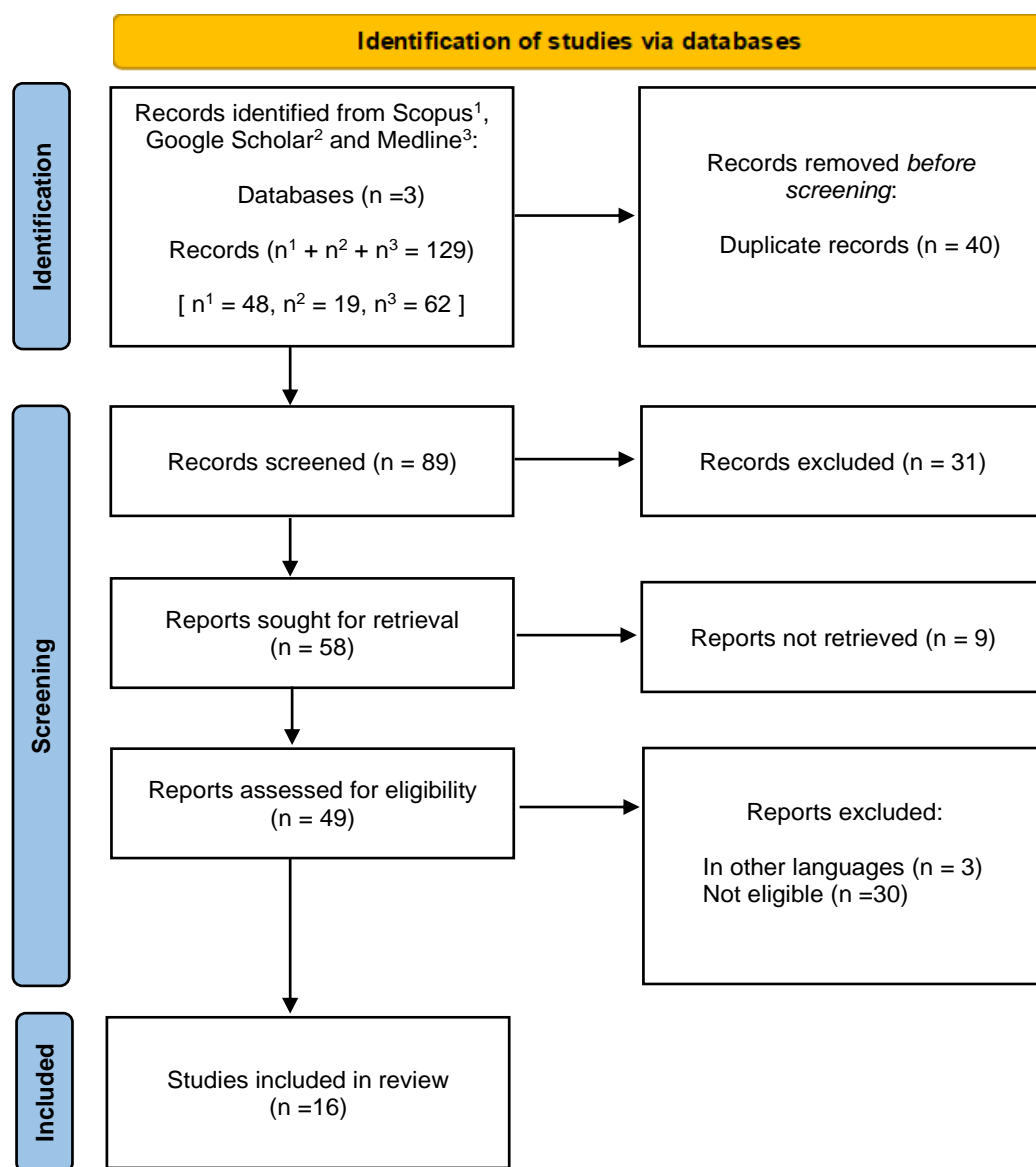 Identification of studies via databases
Identification
Records identified from Scopus¹,
Google Scholar² and Medline³:
Databases (n =3)
Records (n¹ + n² + n³ = 129)
[ n¹ = 48, n² = 19, n³ = 62 ]
Records removed before
screening:
Duplicate records (n = 40)
Screening
Records screened (n = 89)
Records excluded (n = 31)
Reports sought for retrieval
(n = 58)
Reports not retrieved (n = 9)
Reports assessed for eligibility
(n = 49)
Reports excluded:
In other languages (n = 3)
Not eligible (n =30)
Included
Studies included in review
(n =16)